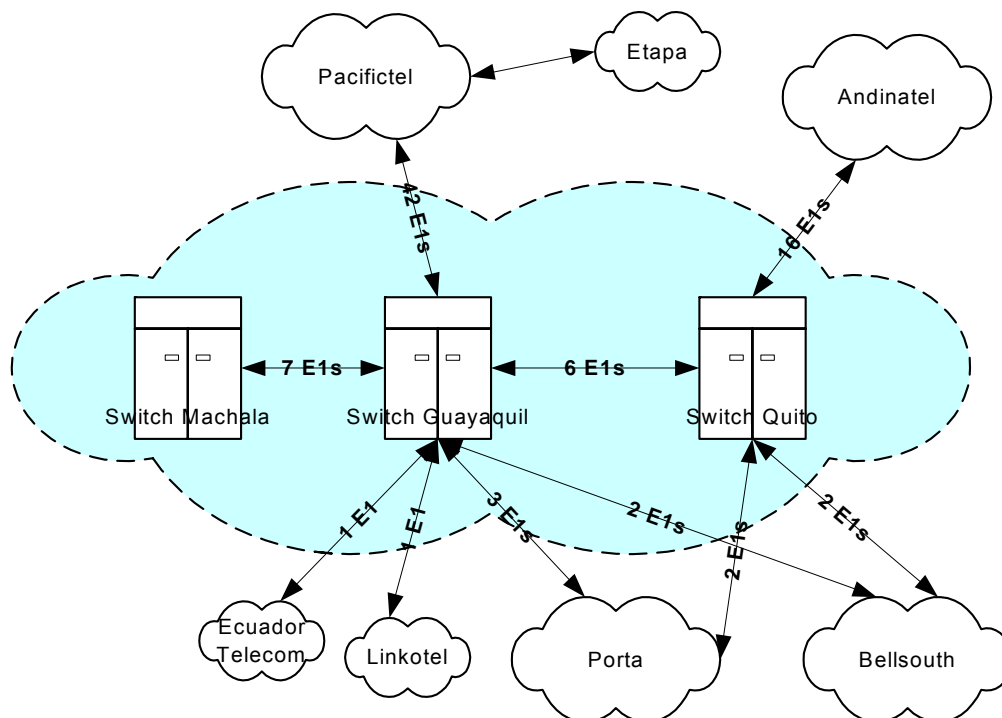 Pacifictel
Etapa
Andinatel
42 E1s
16 E1s
7 E1s
6 E1s
Switch Machala
Switch Guayaquil
Switch Quito
1 E1
1 E1
3 E1s
2 E1s
2 E1s
2 E1s
Ecuador
Telecom
Linkotel
Porta
Bellsouth